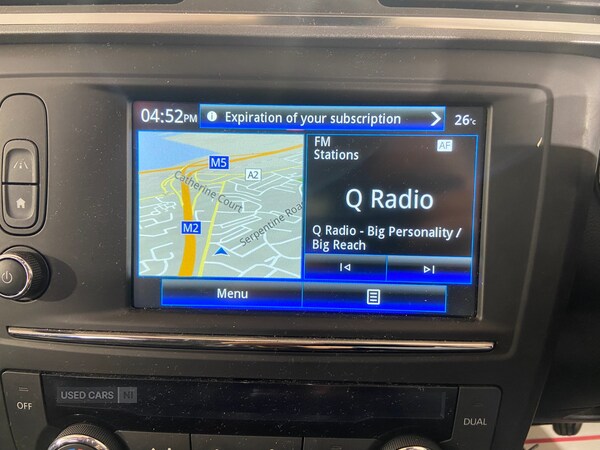 04:52PM
Expiration of your subscription
26°c
M5
Catherine Court
A2
M2
Serpentine Roa
FM
Stations
AF
Q Radio
Q Radio - Big Personality /
Big Reach
Menu
OFF
USED CARS NI
DUAL